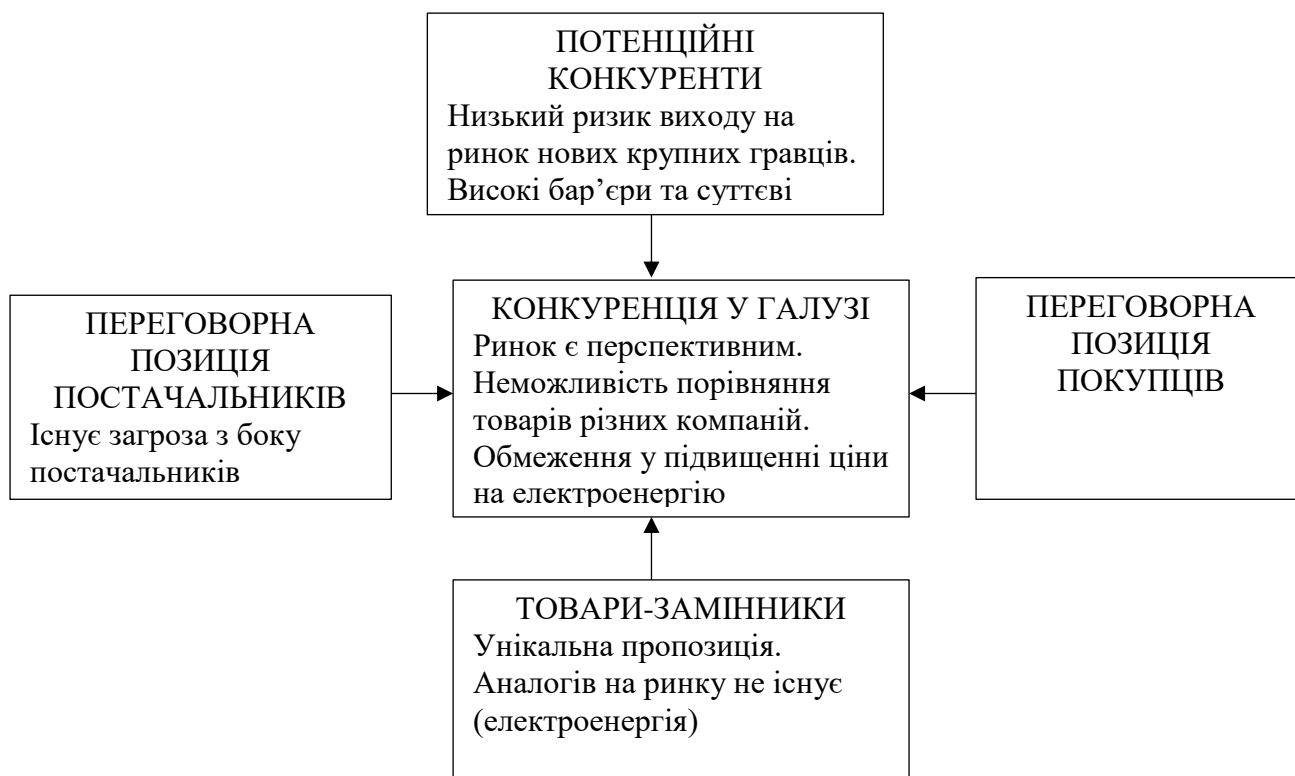 ПОТЕНЦІЙНІ
КОНКУРЕНТИ
Низький ризик виходу на
ринок нових крупних гравців.
Високі бар’єри та суттєві
ПЕРЕГОВОРНА
ПОЗИЦІЯ
ПОСТАЧАЛЬНИКІВ
Існує загроза з боку
постачальників
КОНКУРЕНЦІЯ У ГАЛУЗІ
Ринок є перспективним.
Неможливість порівняння
товарів різних компаній.
Обмеження у підвищенні ціни
на електроенергію
ПЕРЕГОВОРНА
ПОЗИЦІЯ
ПОКУПЦІВ
ТОВАРИ-ЗАМІННИКИ
Унікальна пропозиція.
Аналогів на ринку не існує
(електроенергія)